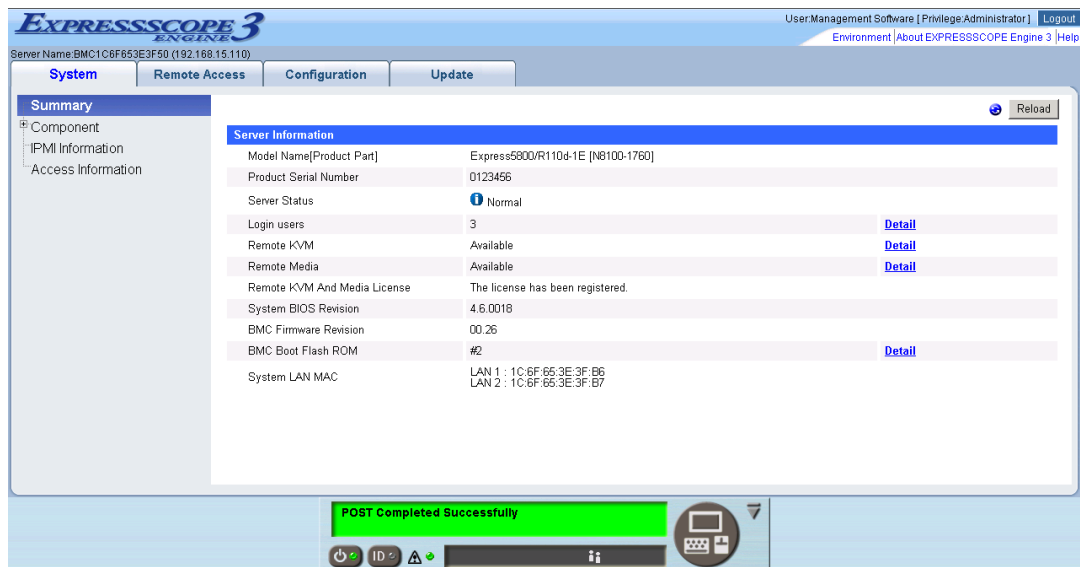 EXPRESSSCOPE 3
ENGINE
User:Management Software [ Privilege:Administrator ] Logout
Environment|About EXPRESSSCOPE Engine 3 |Help
Server Name:BMC1C6F653E3F50 (192.168.15.110)
System Remote Access Configuration Update
Summary
Component
IPMI Information
Access Information
Reload
Server Information
Model Name[Product Part] Express5800/R110d-1E [N8100-1760]
Product Serial Number 0123456
Server Status Normal
Login users 3 Detail
Remote KVM Available Detail
Remote Media Available Detail
Remote KVM And Media License The license has been registered.
System BIOS Revision 4.6.0018
BMC Firmware Revision 00.26
BMC Boot Flash ROM #2 Detail
System LAN MAC LAN 1 : 1C:6F:65:3E:3F:B6
LAN 2 : 1C:6F:65:3E:3F:B7
POST Completed Successfully
ID